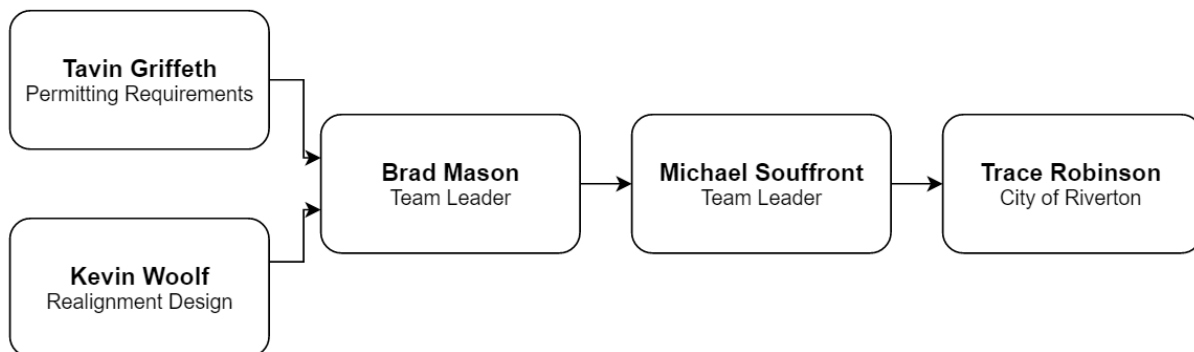 Tavin Griffeth
Permitting Requirements
Kevin Woolf
Realignment Design
Brad Mason
Team Leader
Michael Souffront
Team Leader
Trace Robinson
City of Riverton